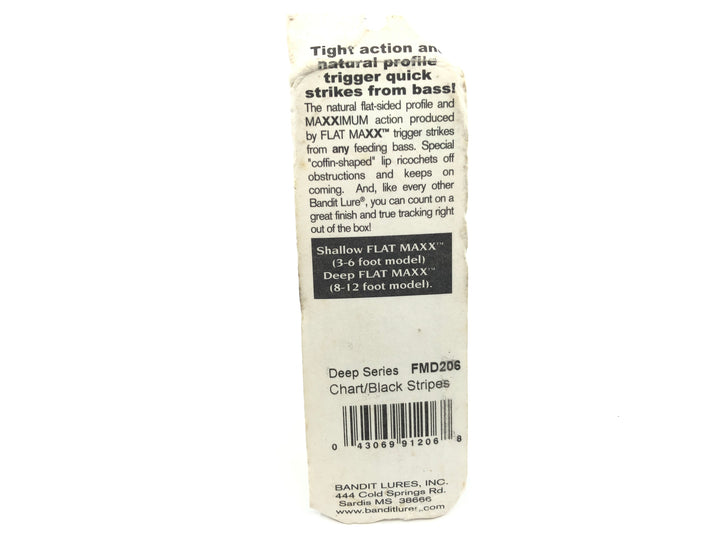 Tight action an
natural profile
trigger quick
strikes from bass!
The natural flat-sided profile and
MAXXIMUM action produced
by FLAT MAXX™ trigger strikes
from any feeding bass. Special
"coffin-shaped" lip ricochets off
obstructions and keeps on
coming. And, like every other
Bandit Lure®, you can count on a
great finish and true tracking right
out of the box!
Shallow FLAT MAXX™
(3-6 foot model)
Deep FLAT MAXX™
(8-12 foot model).
Deep Series FMD206
Chart/Black Stripes
0 43069 91206 8
BANDIT LURES, INC.
444 Cold Springs Rd.
Sardis MS 38666
www.banditlures.com